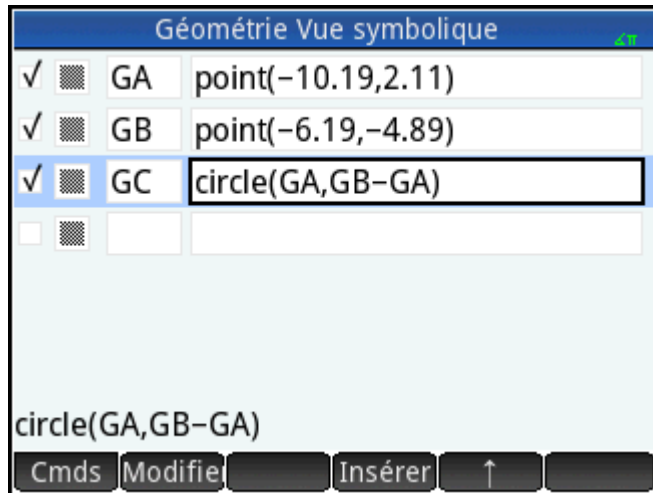 Géométrie Vue symbolique ∡π
√ GA point(−10.19,2.11)
√ GB point(−6.19,−4.89)
√ GC circle(GA,GB−GA)
circle(GA,GB−GA)
Cmds Modifie Insérer ↑